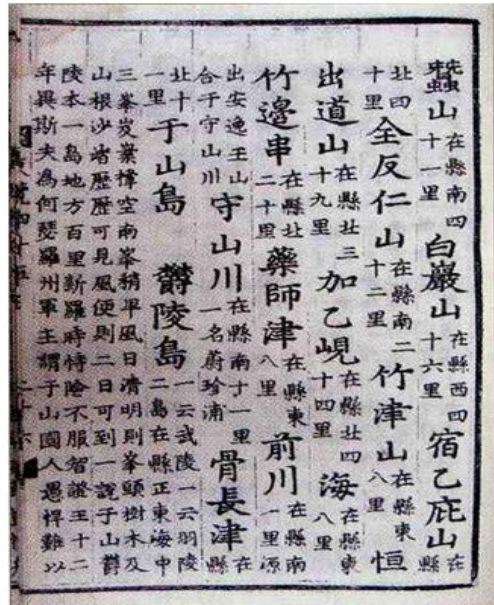 蠶山在縣南四十一里白巖山在縣西四十六里宿乙庇山在縣
北四十里全反仁山在縣南二十二里竹津山在縣東八里恒
出道山在縣北三十九里加乙峴在縣北四十四里海在縣東八里
竹邊串在縣北二十里藥師津在縣東八里前川在縣南一里源
出安逸王山合于守山川守山川在縣南十一里一名蔚珍浦骨長津在縣
北十一里于山島鬱陵島一云武陵一云羽陵二島在縣正東海中
三峯岌嶪撑空南峯稍卑風日清明則峯頭樹木及
山根沙渚歷歷可見風便則二日可到一說于山鬱
陵本一島地方百里新羅時恃險不服智證王十二
年異斯夫為何瑟羅州軍主謂于山國人愚悍難以